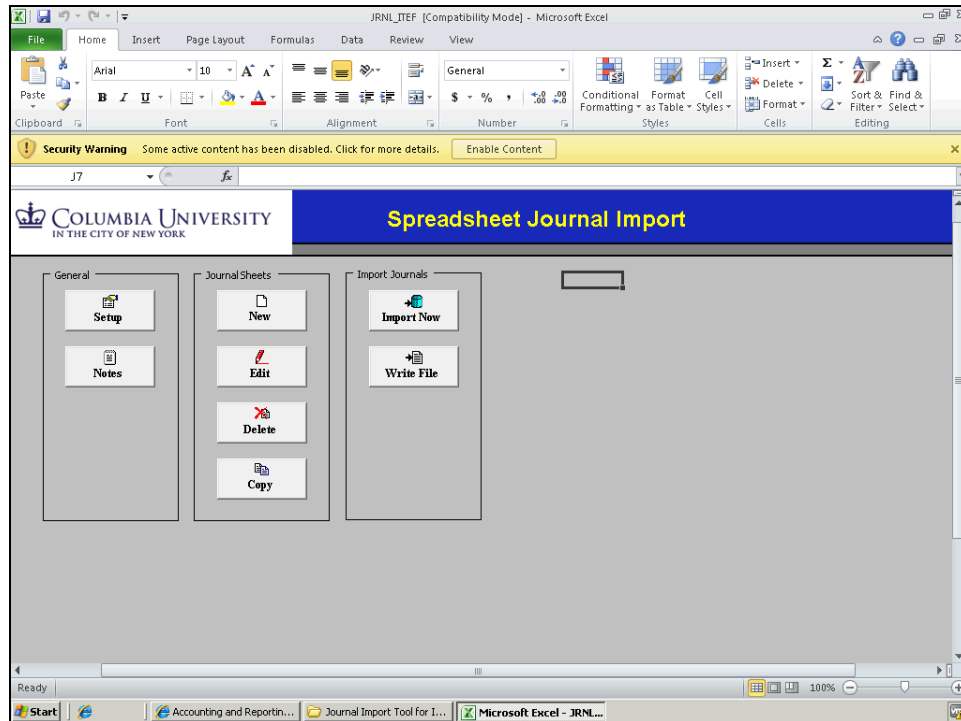 JRNL_ITEF [Compatibility Mode] - Microsoft Excel
File Home Insert Page Layout Formulas Data Review View
Paste
Arial 10
B I U
General
$ % ,
Conditional Formatting
Format as Table
Cell Styles
Insert
Delete
Format
Σ
Sort & Filter
Find & Select
Clipboard Font Alignment Number Styles Cells Editing
Security Warning Some active content has been disabled. Click for more details. Enable Content
J7 fx
COLUMBIA UNIVERSITY
IN THE CITY OF NEW YORK
Spreadsheet Journal Import
General
Setup
Notes
Journal Sheets
New
Edit
Delete
Copy
Import Journals
Import Now
Write File
Ready 100%
Start Accounting and Reportin... Journal Import Tool for I... Microsoft Excel - JRNL...